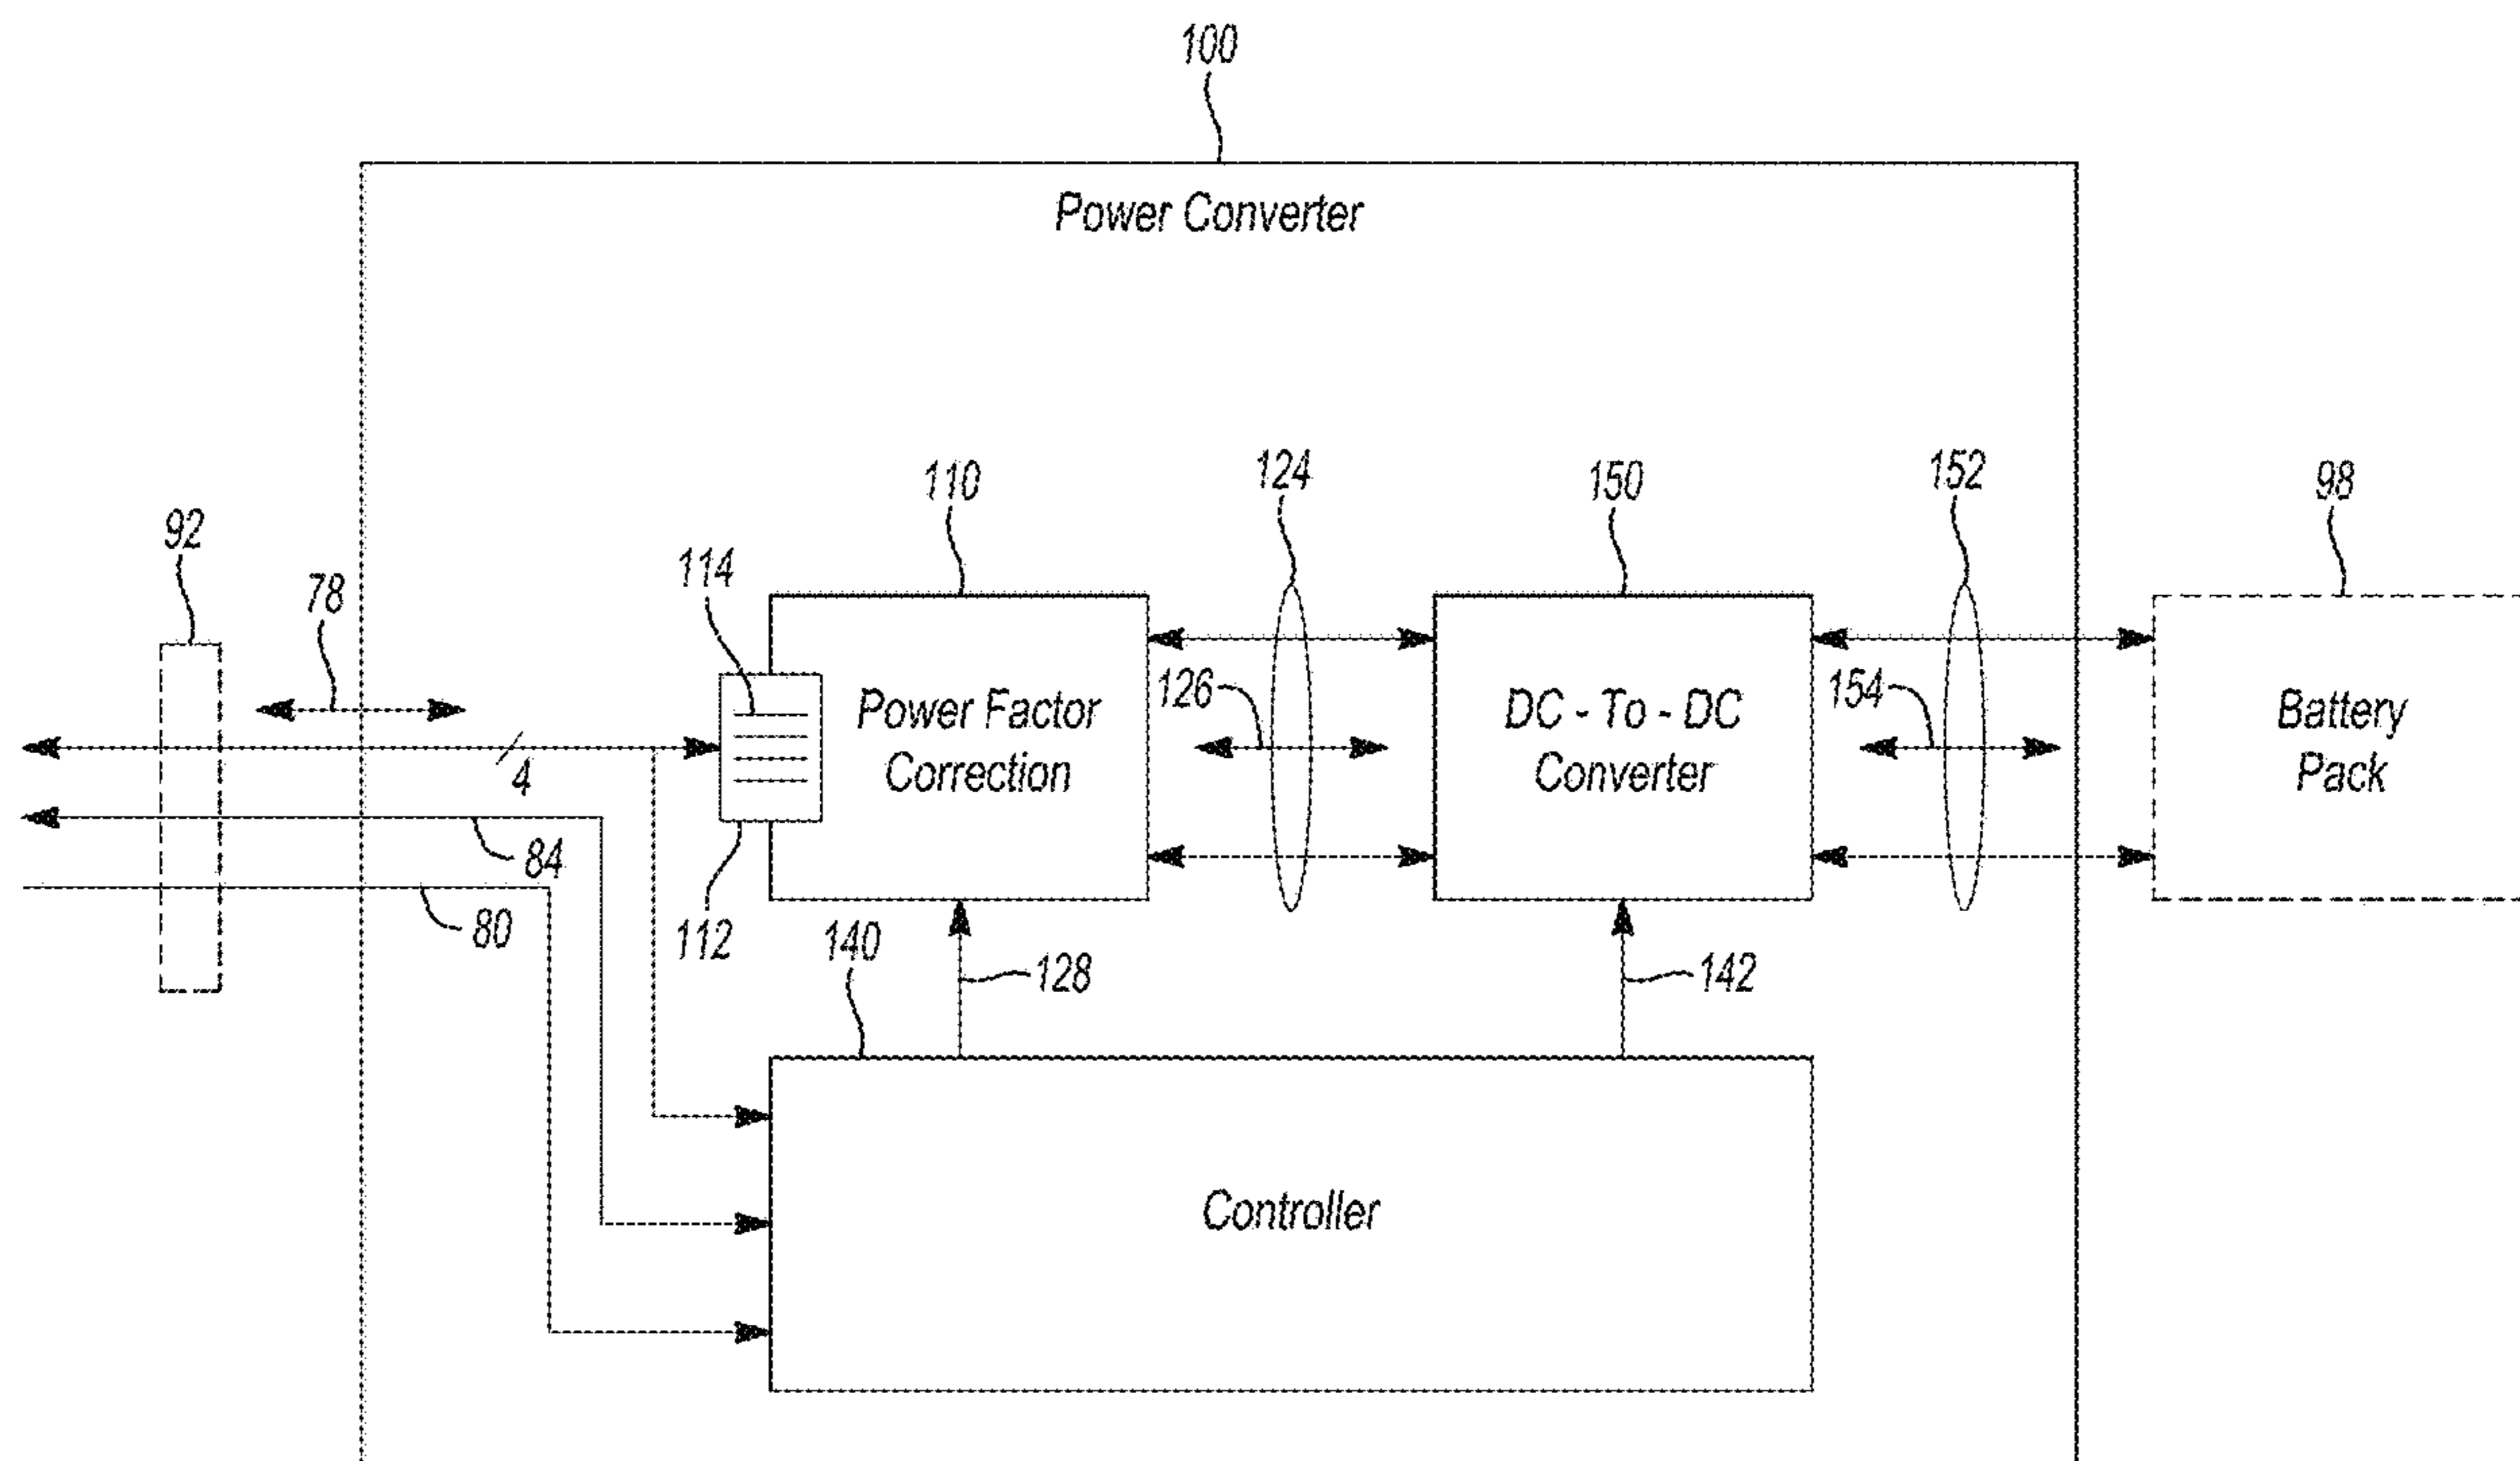 100
Power Converter
110
124
150
152
98
92
78
114
126
154
Power Factor
Correction
DC - To - DC
Converter
Battery
Pack
4
84
80
112
140
128
142
Controller